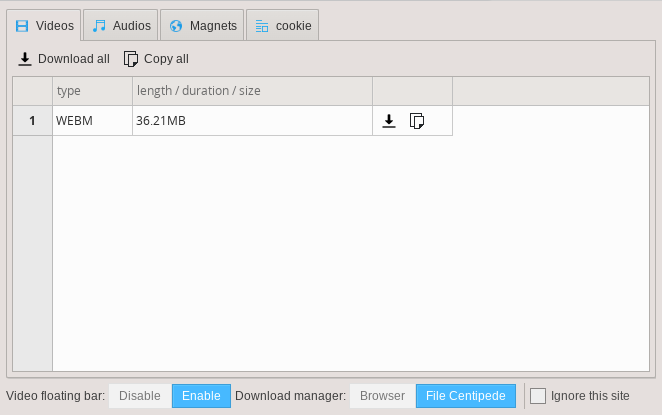 Videos Audios Magnets cookie
Download all Copy all
type length / duration / size
1 WEBM 36.21MB
Video floating bar: Disable Enable Download manager: Browser File Centipede Ignore this site